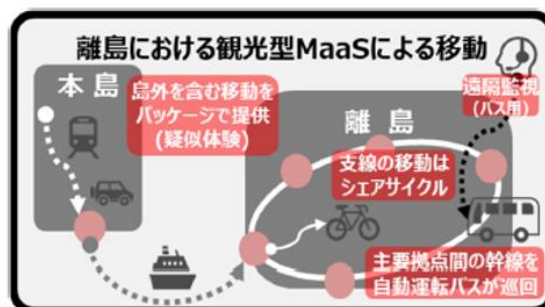 離島における観光型MaaSによる移動
本島
島外を含む移動を
パッケージで提供
(疑似体験)
離島
遠隔監視
(バス用)
支線の移動は
シェアサイクル
主要拠点間の幹線を
自動運転バスが巡回